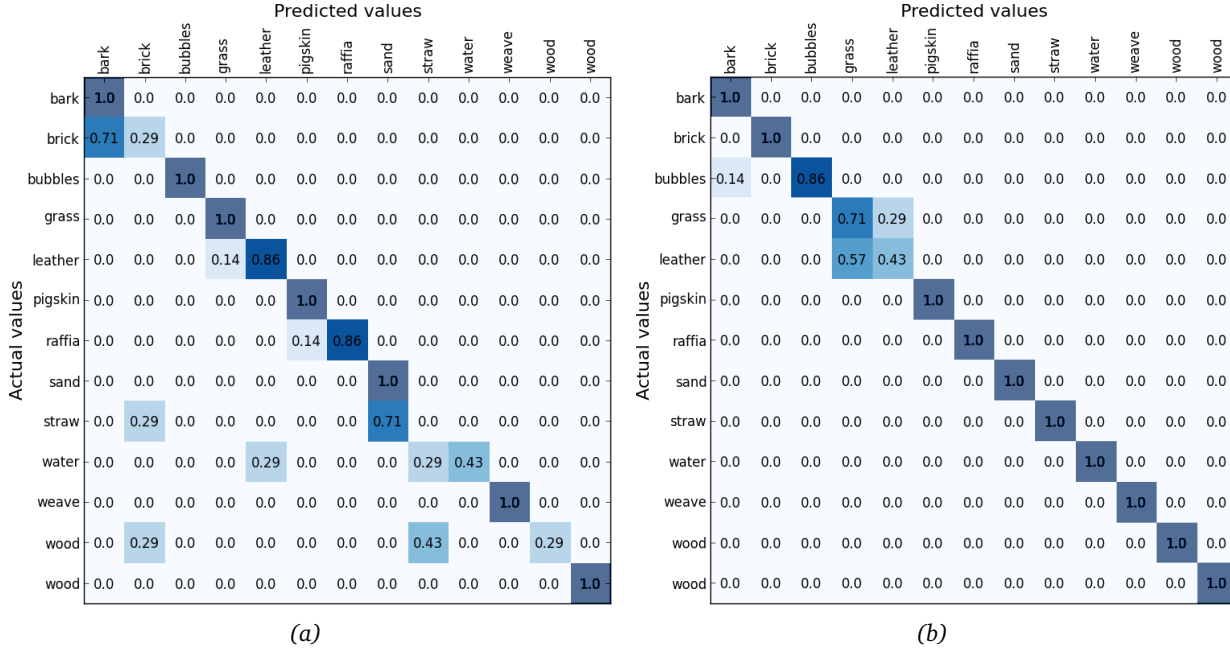 Predicted values
bark brick bubbles grass leather pigskin raffia sand straw water weave wood wood
Actual values
bark 1.0 0.0 0.0 0.0 0.0 0.0 0.0 0.0 0.0 0.0 0.0 0.0 0.0
brick 0.71 0.29 0.0 0.0 0.0 0.0 0.0 0.0 0.0 0.0 0.0 0.0 0.0
bubbles 0.0 0.0 1.0 0.0 0.0 0.0 0.0 0.0 0.0 0.0 0.0 0.0 0.0
grass 0.0 0.0 0.0 1.0 0.0 0.0 0.0 0.0 0.0 0.0 0.0 0.0 0.0
leather 0.0 0.0 0.0 0.14 0.86 0.0 0.0 0.0 0.0 0.0 0.0 0.0 0.0
pigskin 0.0 0.0 0.0 0.0 0.0 1.0 0.0 0.0 0.0 0.0 0.0 0.0 0.0
raffia 0.0 0.0 0.0 0.0 0.0 0.14 0.86 0.0 0.0 0.0 0.0 0.0 0.0
sand 0.0 0.0 0.0 0.0 0.0 0.0 0.0 1.0 0.0 0.0 0.0 0.0 0.0
straw 0.0 0.29 0.0 0.0 0.0 0.0 0.0 0.71 0.0 0.0 0.0 0.0 0.0
water 0.0 0.0 0.0 0.0 0.29 0.0 0.0 0.0 0.29 0.43 0.0 0.0 0.0
weave 0.0 0.0 0.0 0.0 0.0 0.0 0.0 0.0 0.0 0.0 1.0 0.0 0.0
wood 0.0 0.29 0.0 0.0 0.0 0.0 0.0 0.0 0.43 0.0 0.0 0.29 0.0
wood 0.0 0.0 0.0 0.0 0.0 0.0 0.0 0.0 0.0 0.0 0.0 0.0 1.0
(a)
Predicted values
bark brick bubbles grass leather pigskin raffia sand straw water weave wood wood
Actual values
bark 1.0 0.0 0.0 0.0 0.0 0.0 0.0 0.0 0.0 0.0 0.0 0.0 0.0
brick 0.0 1.0 0.0 0.0 0.0 0.0 0.0 0.0 0.0 0.0 0.0 0.0 0.0
bubbles 0.14 0.0 0.86 0.0 0.0 0.0 0.0 0.0 0.0 0.0 0.0 0.0 0.0
grass 0.0 0.0 0.0 0.71 0.29 0.0 0.0 0.0 0.0 0.0 0.0 0.0 0.0
leather 0.0 0.0 0.0 0.57 0.43 0.0 0.0 0.0 0.0 0.0 0.0 0.0 0.0
pigskin 0.0 0.0 0.0 0.0 0.0 1.0 0.0 0.0 0.0 0.0 0.0 0.0 0.0
raffia 0.0 0.0 0.0 0.0 0.0 0.0 1.0 0.0 0.0 0.0 0.0 0.0 0.0
sand 0.0 0.0 0.0 0.0 0.0 0.0 0.0 1.0 0.0 0.0 0.0 0.0 0.0
straw 0.0 0.0 0.0 0.0 0.0 0.0 0.0 0.0 1.0 0.0 0.0 0.0 0.0
water 0.0 0.0 0.0 0.0 0.0 0.0 0.0 0.0 0.0 1.0 0.0 0.0 0.0
weave 0.0 0.0 0.0 0.0 0.0 0.0 0.0 0.0 0.0 0.0 1.0 0.0 0.0
wood 0.0 0.0 0.0 0.0 0.0 0.0 0.0 0.0 0.0 0.0 0.0 1.0 0.0
wood 0.0 0.0 0.0 0.0 0.0 0.0 0.0 0.0 0.0 0.0 0.0 0.0 1.0
(b)